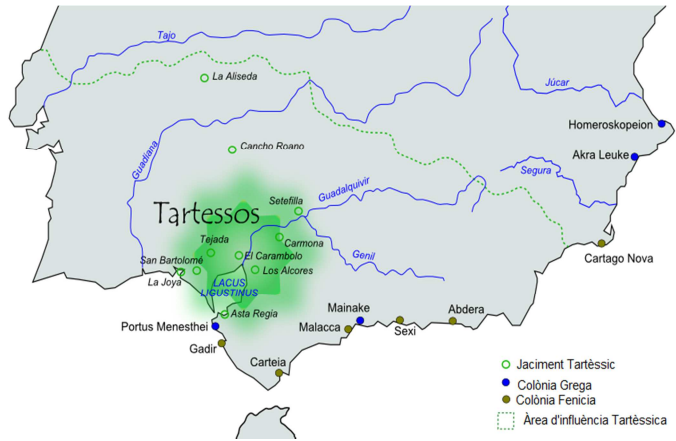 Tajo
La Aliseda
Júcar
Homeroskopeion
Cancho Roano
Akra Leuke
Guadiana
Segura
Guadalquivir
Setefilla
Tartessos
Tejada
Carmona
Cartago Nova
San Bartolomé
El Carambolo
Genil
La Joya
Los Alcores
LACUS
LIGUSTINUS
Asta Regia
Mainake
Abdera
Portus Menesthei
Malacca
Sexi
Gadir
Carteia
Jaciment Tartèssic
Colònia Grega
Colònia Fenicia
Àrea d'influència Tartèssica